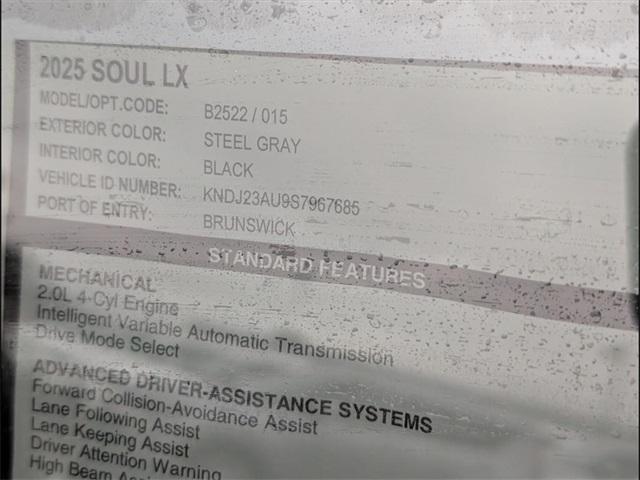 2025 SOUL LX
MODEL/OPT.CODE: B2522 / 015
EXTERIOR COLOR: STEEL GRAY
INTERIOR COLOR: BLACK
VEHICLE ID NUMBER: KNDJ23AU9S7967685
PORT OF ENTRY: BRUNSWICK
STANDARD FEATURES
MECHANICAL
2.0L 4-Cyl Engine
Intelligent Variable Automatic Transmission
Drive Mode Select
ADVANCED DRIVER-ASSISTANCE SYSTEMS
Forward Collision-Avoidance Assist
Lane Following Assist
Lane Keeping Assist
Driver Attention Warning
High Beam